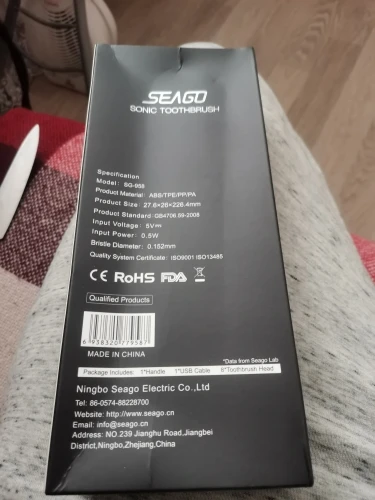 SEAGO
SONIC TOOTHBRUSH
Specification
Model: SG-958
Product Material: ABS/TPE/PP/PA
Product Size: 27.6×26×226.4mm
Product Standard: GB4706.59-2008
Input Voltage: 5V⎓
Input Power: 0.5W
Bristle Diameter: 0.152mm
Quality System Certificate: ISO9001 ISO13485
CE RoHS FDA
Qualified Products
6 938320 779587
MADE IN CHINA
*Data from Seago Lab
Package Includes: 1*Handle 1*USB Cable 5*Toothbrush Head
Ningbo Seago Electric Co.,Ltd
Tel: 86-0574-88228700
Website: http://www.seago.cn
Email: info@seago.cn
Address: NO.239 Jianghu Road,Jiangbei
District,Ningbo,Zhejiang,China